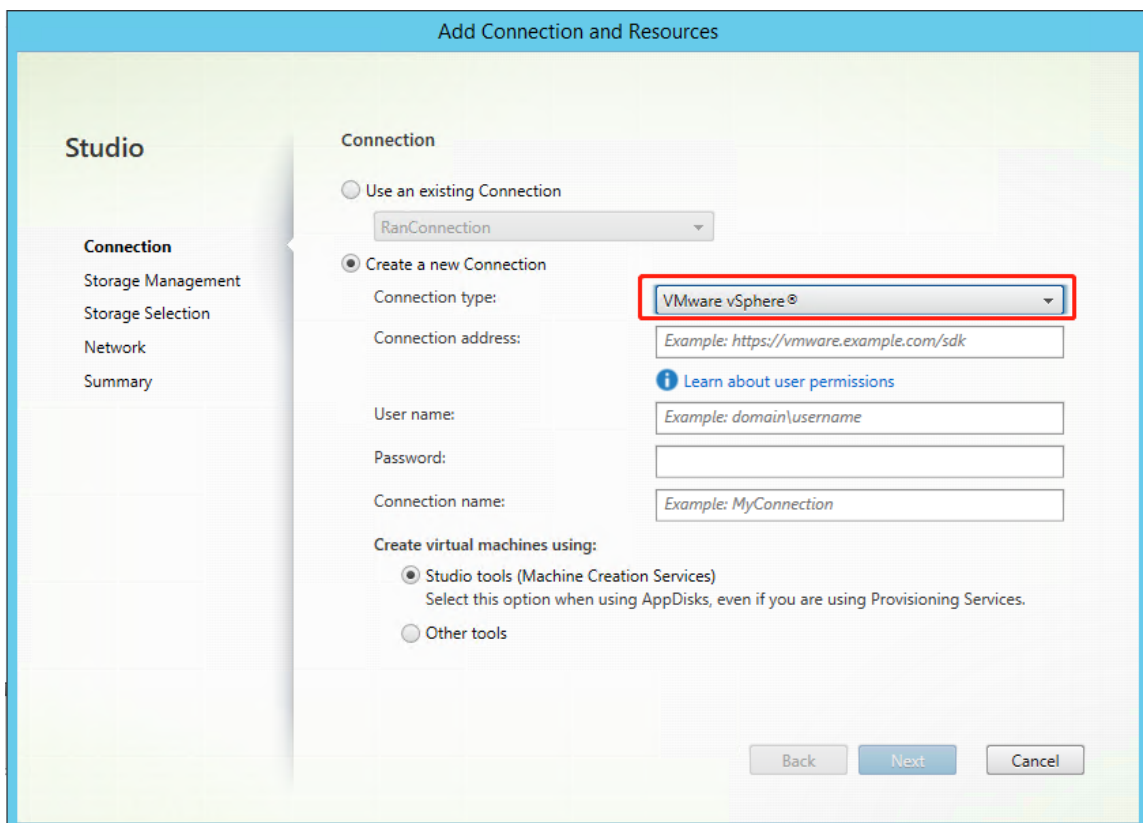 Add Connection and Resources
Studio
Connection
Storage Management
Storage Selection
Network
Summary
Connection
Use an existing Connection
RanConnection
Create a new Connection
Connection type:
VMware vSphere®
Connection address:
Example: https://vmware.example.com/sdk
Learn about user permissions
User name:
Example: domain\username
Password:
Connection name:
Example: MyConnection
Create virtual machines using:
Studio tools (Machine Creation Services)
Select this option when using AppDisks, even if you are using Provisioning Services.
Other tools
Back
Next
Cancel